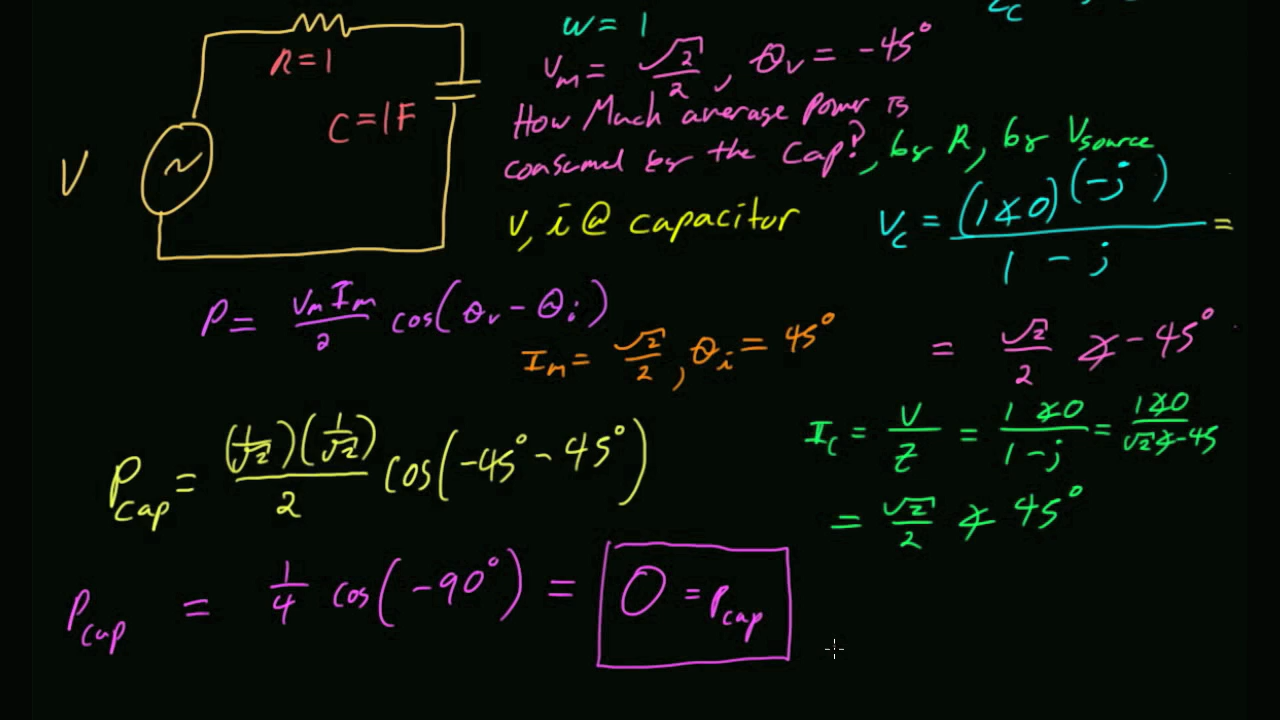 Z_C
ω = 1
R=1
V_m = √2/2, θ_v = -45°
C=1F
How Much average Power is
consumed by the Cap?, by R, by V_source
V
v, i @ capacitor
V_C = (1∠0)(-j)/(1 - j) =
P = V_m I_m/2 cos(θ_v - θ_i)
I_m = √2/2, θ_i = 45°
= √2/2 ∠-45°
I_C = V/Z = 1∠0/(1-j) = 1∠0/(√2∠-45)
P_cap = (1/√2)(1/√2)/2 cos(-45° - 45°)
= √2/2 ∠45°
P_cap = 1/4 cos(-90°) = 0 = P_cap